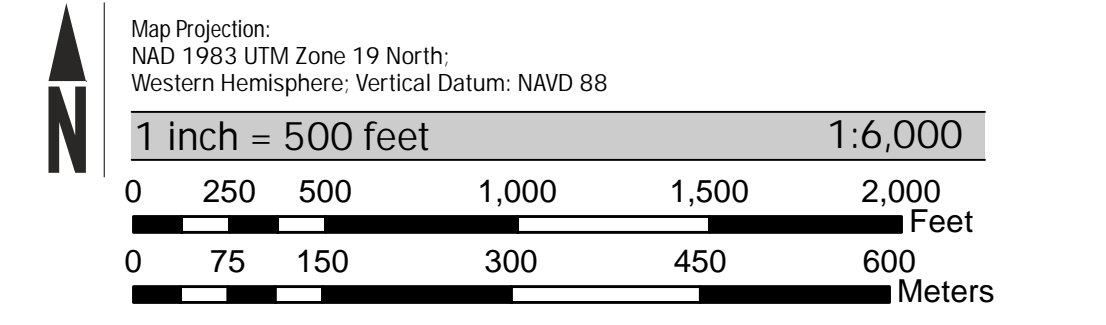 Map Projection:
NAD 1983 UTM Zone 19 North;
Western Hemisphere; Vertical Datum: NAVD 88
N
1 inch = 500 feet 1:6,000
0 250 500 1,000 1,500 2,000
Feet
0 75 150 300 450 600
Meters